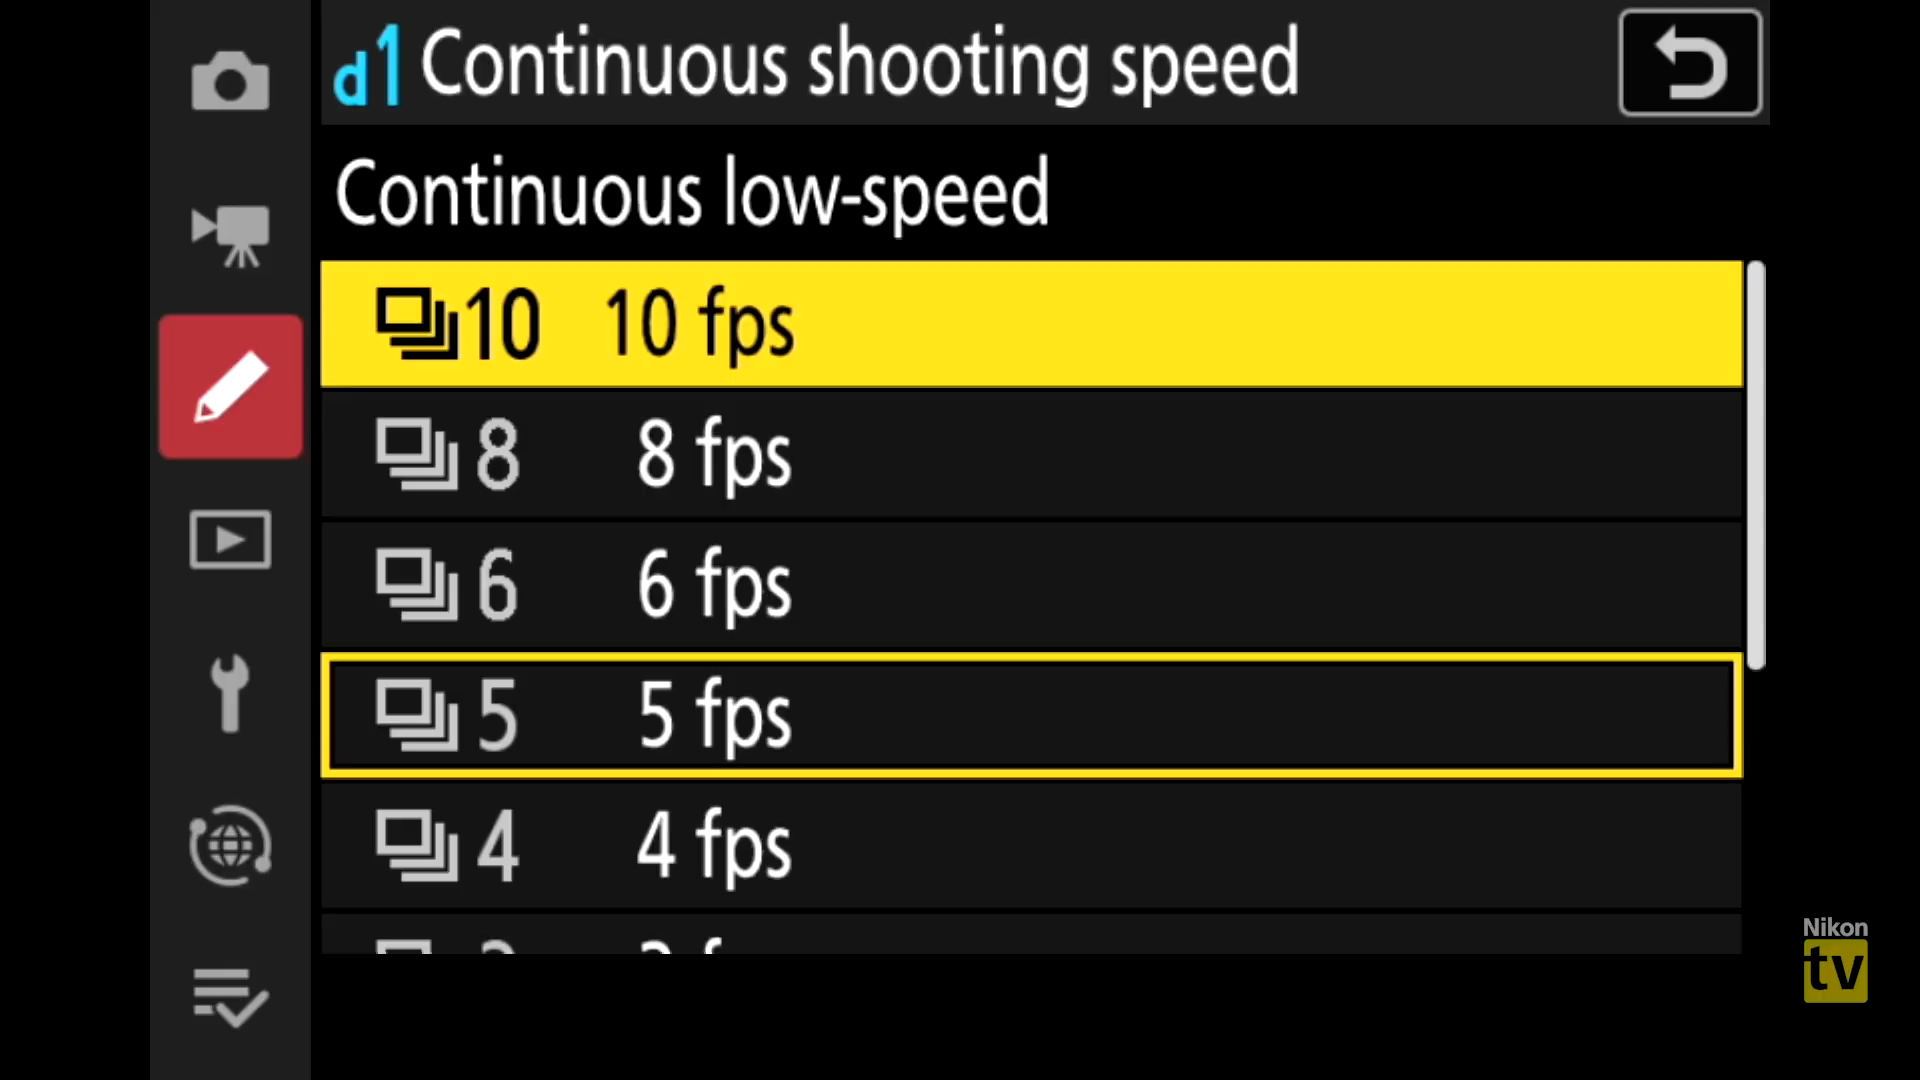 d1 Continuous shooting speed
Continuous low-speed
10 10 fps
8 8 fps
6 6 fps
5 5 fps
4 4 fps
Nikon
tv